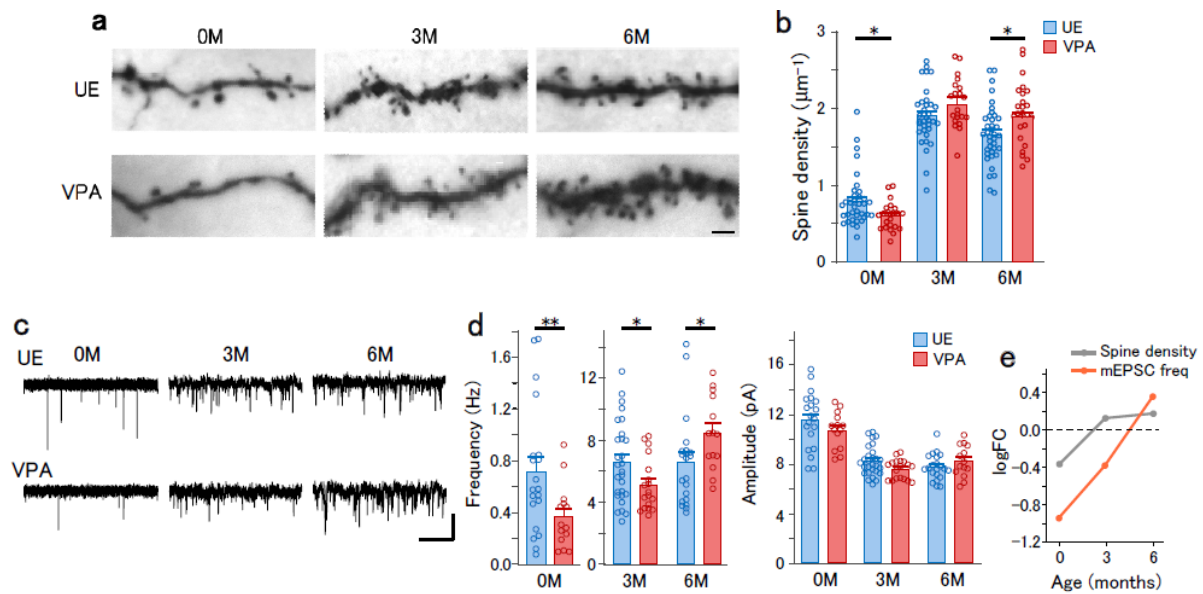 a
0M 3M 6M
UE
VPA
b
UE
VPA
*
*
Spine density (μm⁻¹)
3
2
1
0
0M 3M 6M
c
UE
0M 3M 6M
VPA
d
**
*
*
Frequency (Hz)
1.6
1.2
0.8
0.4
0.0
12
8
4
0
0M 3M 6M
UE
VPA
Amplitude (pA)
16
12
8
4
0
0M 3M 6M
e
Spine density
mEPSC freq
logFC
0.4
0.0
−0.4
−0.8
−1.2
0 3 6
Age (months)